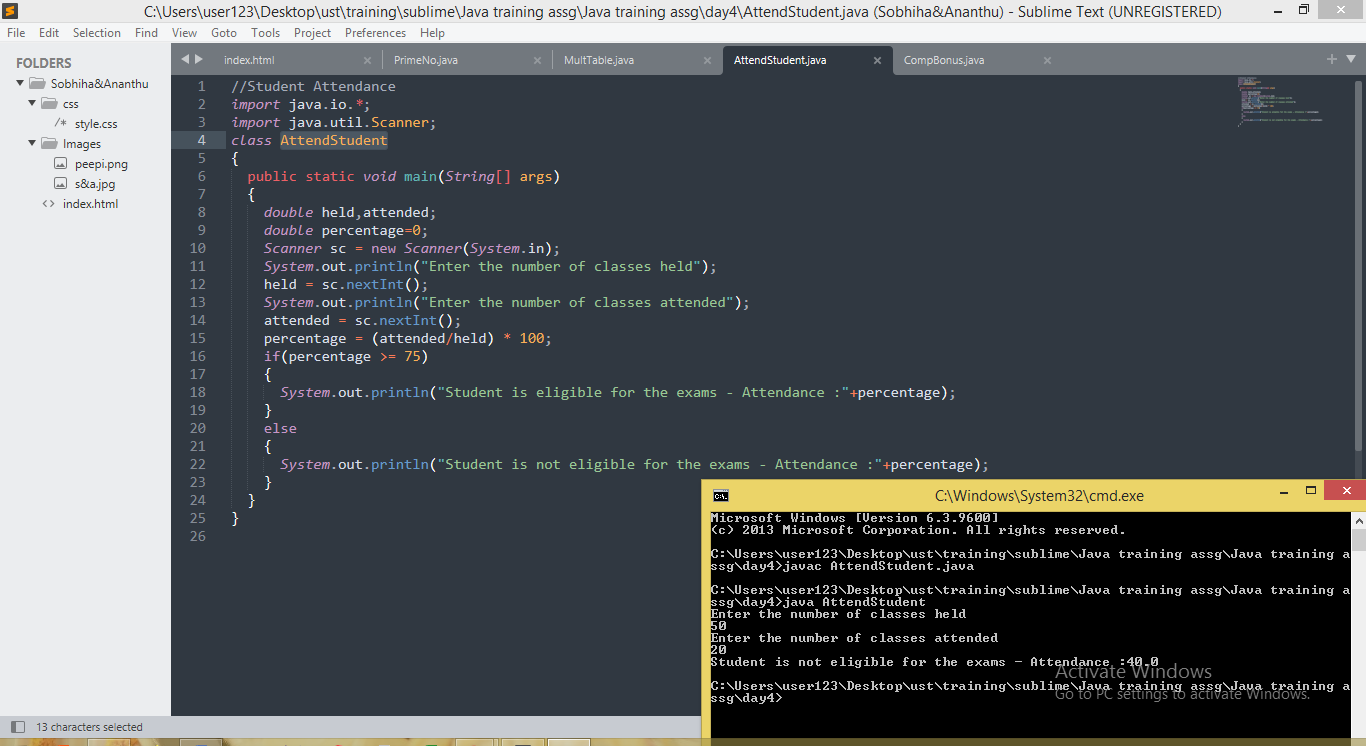 C:\Users\user123\Desktop\ust\training\sublime\Java training assg\Java training assg\day4\AttendStudent.java (Sobhiha&Ananthu) - Sublime Text (UNREGISTERED)
File Edit Selection Find View Goto Tools Project Preferences Help
FOLDERS
Sobhiha&Ananthu
css
/* style.css
Images
peepi.png
s&a.jpg
<> index.html
index.html × PrimeNo.java × MultTable.java × AttendStudent.java × CompBonus.java ×
1 //Student Attendance
2 import java.io.*;
3 import java.util.Scanner;
4 class AttendStudent
5 {
6 public static void main(String[] args)
7 {
8 double held,attended;
9 double percentage=0;
10 Scanner sc = new Scanner(System.in);
11 System.out.println("Enter the number of classes held");
12 held = sc.nextInt();
13 System.out.println("Enter the number of classes attended");
14 attended = sc.nextInt();
15 percentage = (attended/held) * 100;
16 if(percentage >= 75)
17 {
18 System.out.println("Student is eligible for the exams - Attendance :"+percentage);
19 }
20 else
21 {
22 System.out.println("Student is not eligible for the exams - Attendance :"+percentage);
23 }
24 }
25 }
26
C:\Windows\System32\cmd.exe
Microsoft Windows [Version 6.3.9600]
(c) 2013 Microsoft Corporation. All rights reserved.
C:\Users\user123\Desktop\ust\training\sublime\Java training assg\Java training a
ssg\day4>javac AttendStudent.java
C:\Users\user123\Desktop\ust\training\sublime\Java training assg\Java training a
ssg\day4>java AttendStudent
Enter the number of classes held
50
Enter the number of classes attended
20
Student is not eligible for the exams - Attendance :40.0
C:\Users\user123\Desktop\ust\training\sublime\Java training assg\Java training a
ssg\day4>
Activate Windows
Go to PC settings to activate Windows.
13 characters selected